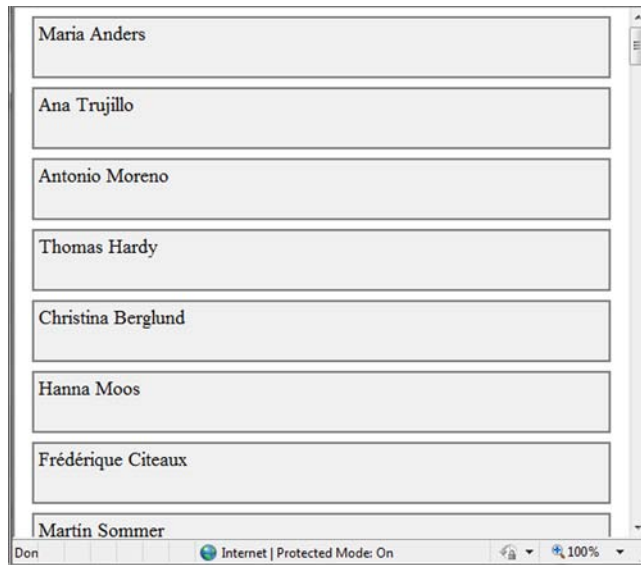 Maria Anders
Ana Trujillo
Antonio Moreno
Thomas Hardy
Christina Berglund
Hanna Moos
Frédérique Citeaux
Martín Sommer
Don
Internet | Protected Mode: On
100%